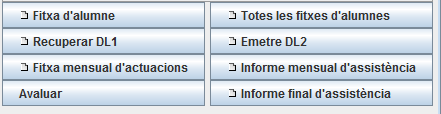 Fitxa d'alumne
Totes les fitxes d'alumnes
Recuperar DL1
Emetre DL2
Fitxa mensual d'actuacions
Informe mensual d'assistència
Avaluar
Informe final d'assistència